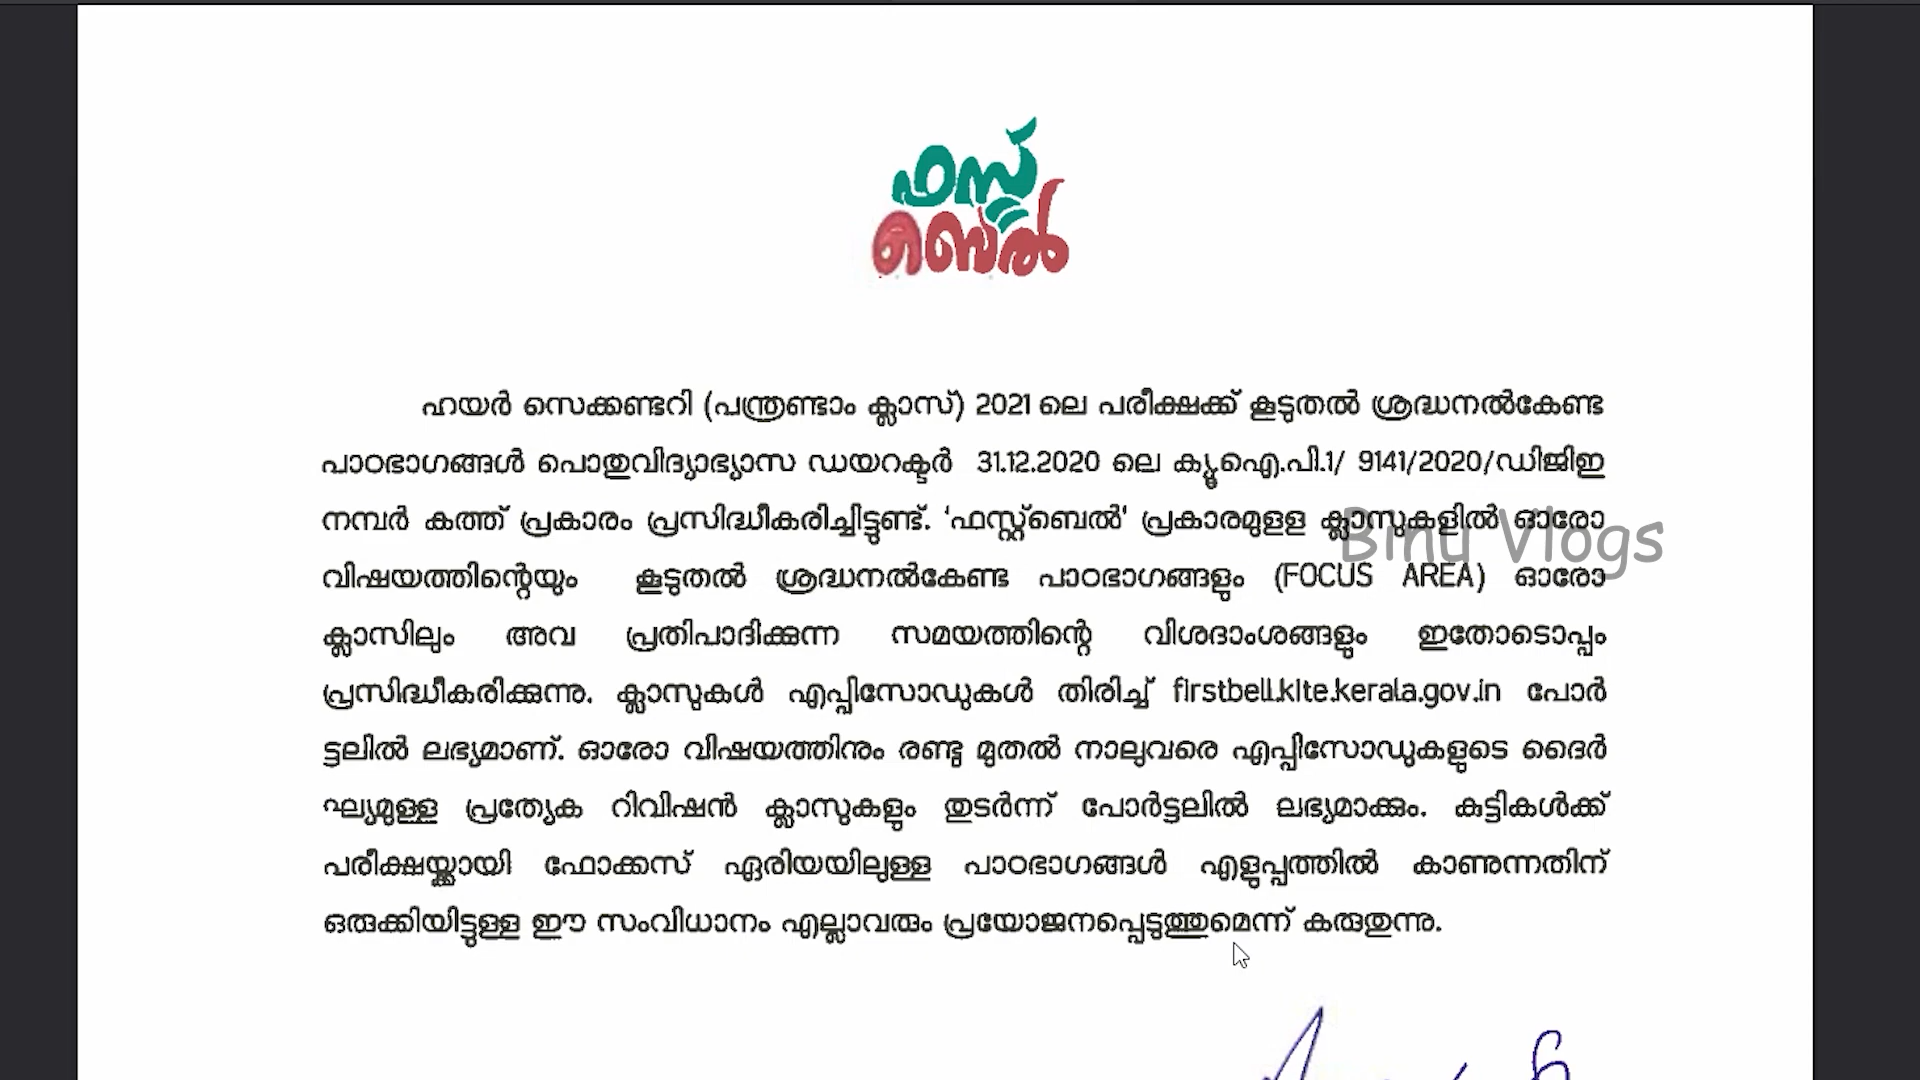 ഫസ്റ്റ്
ബെൽ
ഹയർ സെക്കണ്ടറി (പന്ത്രണ്ടാം ക്ലാസ്) 2021 ലെ പരീക്ഷക്ക് കൂടുതൽ ശ്രദ്ധനൽകേണ്ട
പാഠഭാഗങ്ങൾ പൊതുവിദ്യാഭ്യാസ ഡയറക്ടർ 31.12.2020 ലെ ക്യൂ.ഐ.പി.1/ 9141/2020/ഡിജിഇ
നമ്പർ കത്ത് പ്രകാരം പ്രസിദ്ധീകരിച്ചിട്ടുണ്ട്. ‘ഫസ്റ്റ്ബെൽ’ പ്രകാരമുളള ക്ലാസുകളിൽ ഓരോ
Binu Vlogs
വിഷയത്തിന്റെയും കൂടുതൽ ശ്രദ്ധനൽകേണ്ട പാഠഭാഗങ്ങളും (FOCUS AREA) ഓരോ
ക്ലാസിലും അവ പ്രതിപാദിക്കുന്ന സമയത്തിന്റെ വിശദാംശങ്ങളും ഇതോടൊപ്പം
പ്രസിദ്ധീകരിക്കുന്നു. ക്ലാസുകൾ എപ്പിസോഡുകൾ തിരിച്ച് firstbell.kite.kerala.gov.in പോർ
ട്ടലിൽ ലഭ്യമാണ്. ഓരോ വിഷയത്തിനും രണ്ടു മുതൽ നാലുവരെ എപ്പിസോഡുകളുടെ ദൈർ
ഘ്യമുള്ള പ്രത്യേക റിവിഷൻ ക്ലാസുകളും തുടർന്ന് പോർട്ടലിൽ ലഭ്യമാക്കും. കുട്ടികൾക്ക്
പരീക്ഷയ്ക്കായി ഫോക്കസ് ഏരിയയിലുള്ള പാഠഭാഗങ്ങൾ എളുപ്പത്തിൽ കാണുന്നതിന്
ഒരുക്കിയിട്ടുള്ള ഈ സംവിധാനം എല്ലാവരും പ്രയോജനപ്പെടുത്തുമെന്ന് കരുതുന്നു.